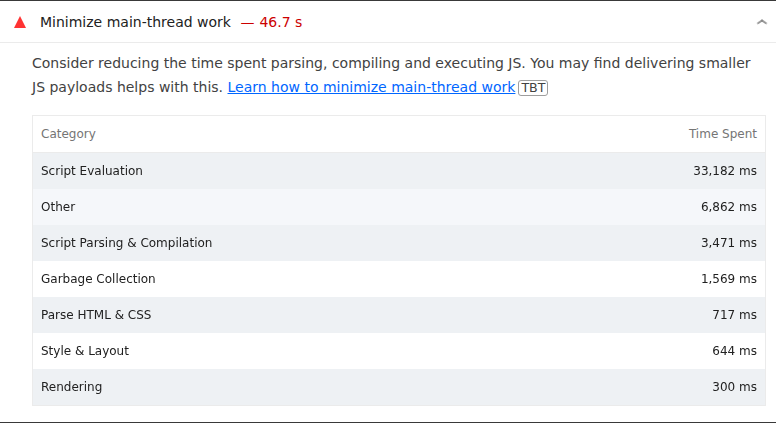 Minimize main-thread work — 46.7 s
Consider reducing the time spent parsing, compiling and executing JS. You may find delivering smaller
JS payloads helps with this. Learn how to minimize main-thread work TBT
Category Time Spent
Script Evaluation 33,182 ms
Other 6,862 ms
Script Parsing & Compilation 3,471 ms
Garbage Collection 1,569 ms
Parse HTML & CSS 717 ms
Style & Layout 644 ms
Rendering 300 ms